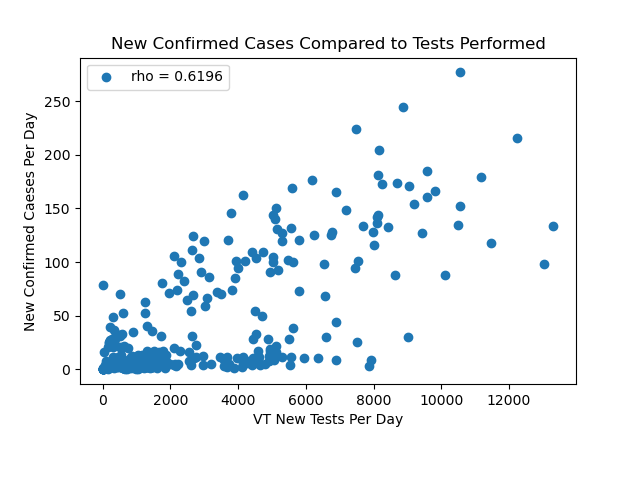 New Confirmed Cases Compared to Tests Performed
rho = 0.6196
250
200
150
100
50
0
New Confirmed Caeses Per Day
0 2000 4000 6000 8000 10000 12000
VT New Tests Per Day